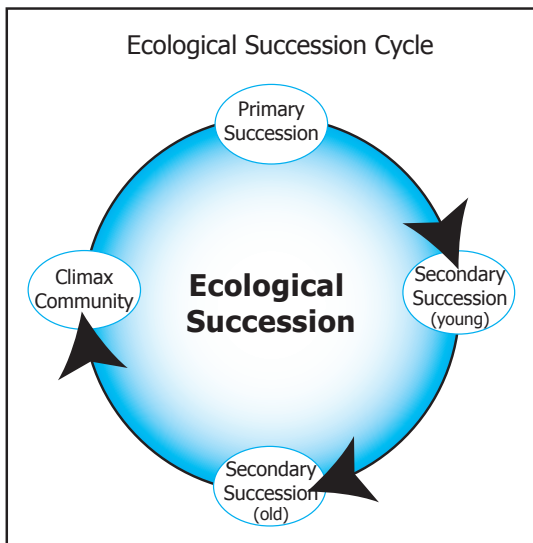 Ecological Succession Cycle
Primary
Succession
Secondary
Succession
(young)
Secondary
Succession
(old)
Climax
Community
Ecological
Succession